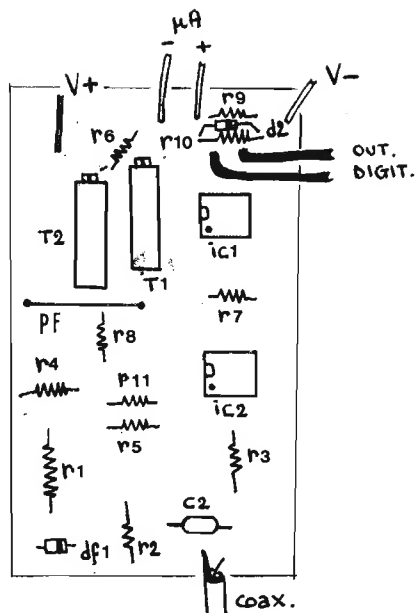 μA
- +
V+
V-
r9
d2
r6
r10
OUT.
DIGIT.
T2
T1
ic1
PF
r8
r7
r4
r11
ic2
r5
r1
r3
C2
df1
r2
coax.